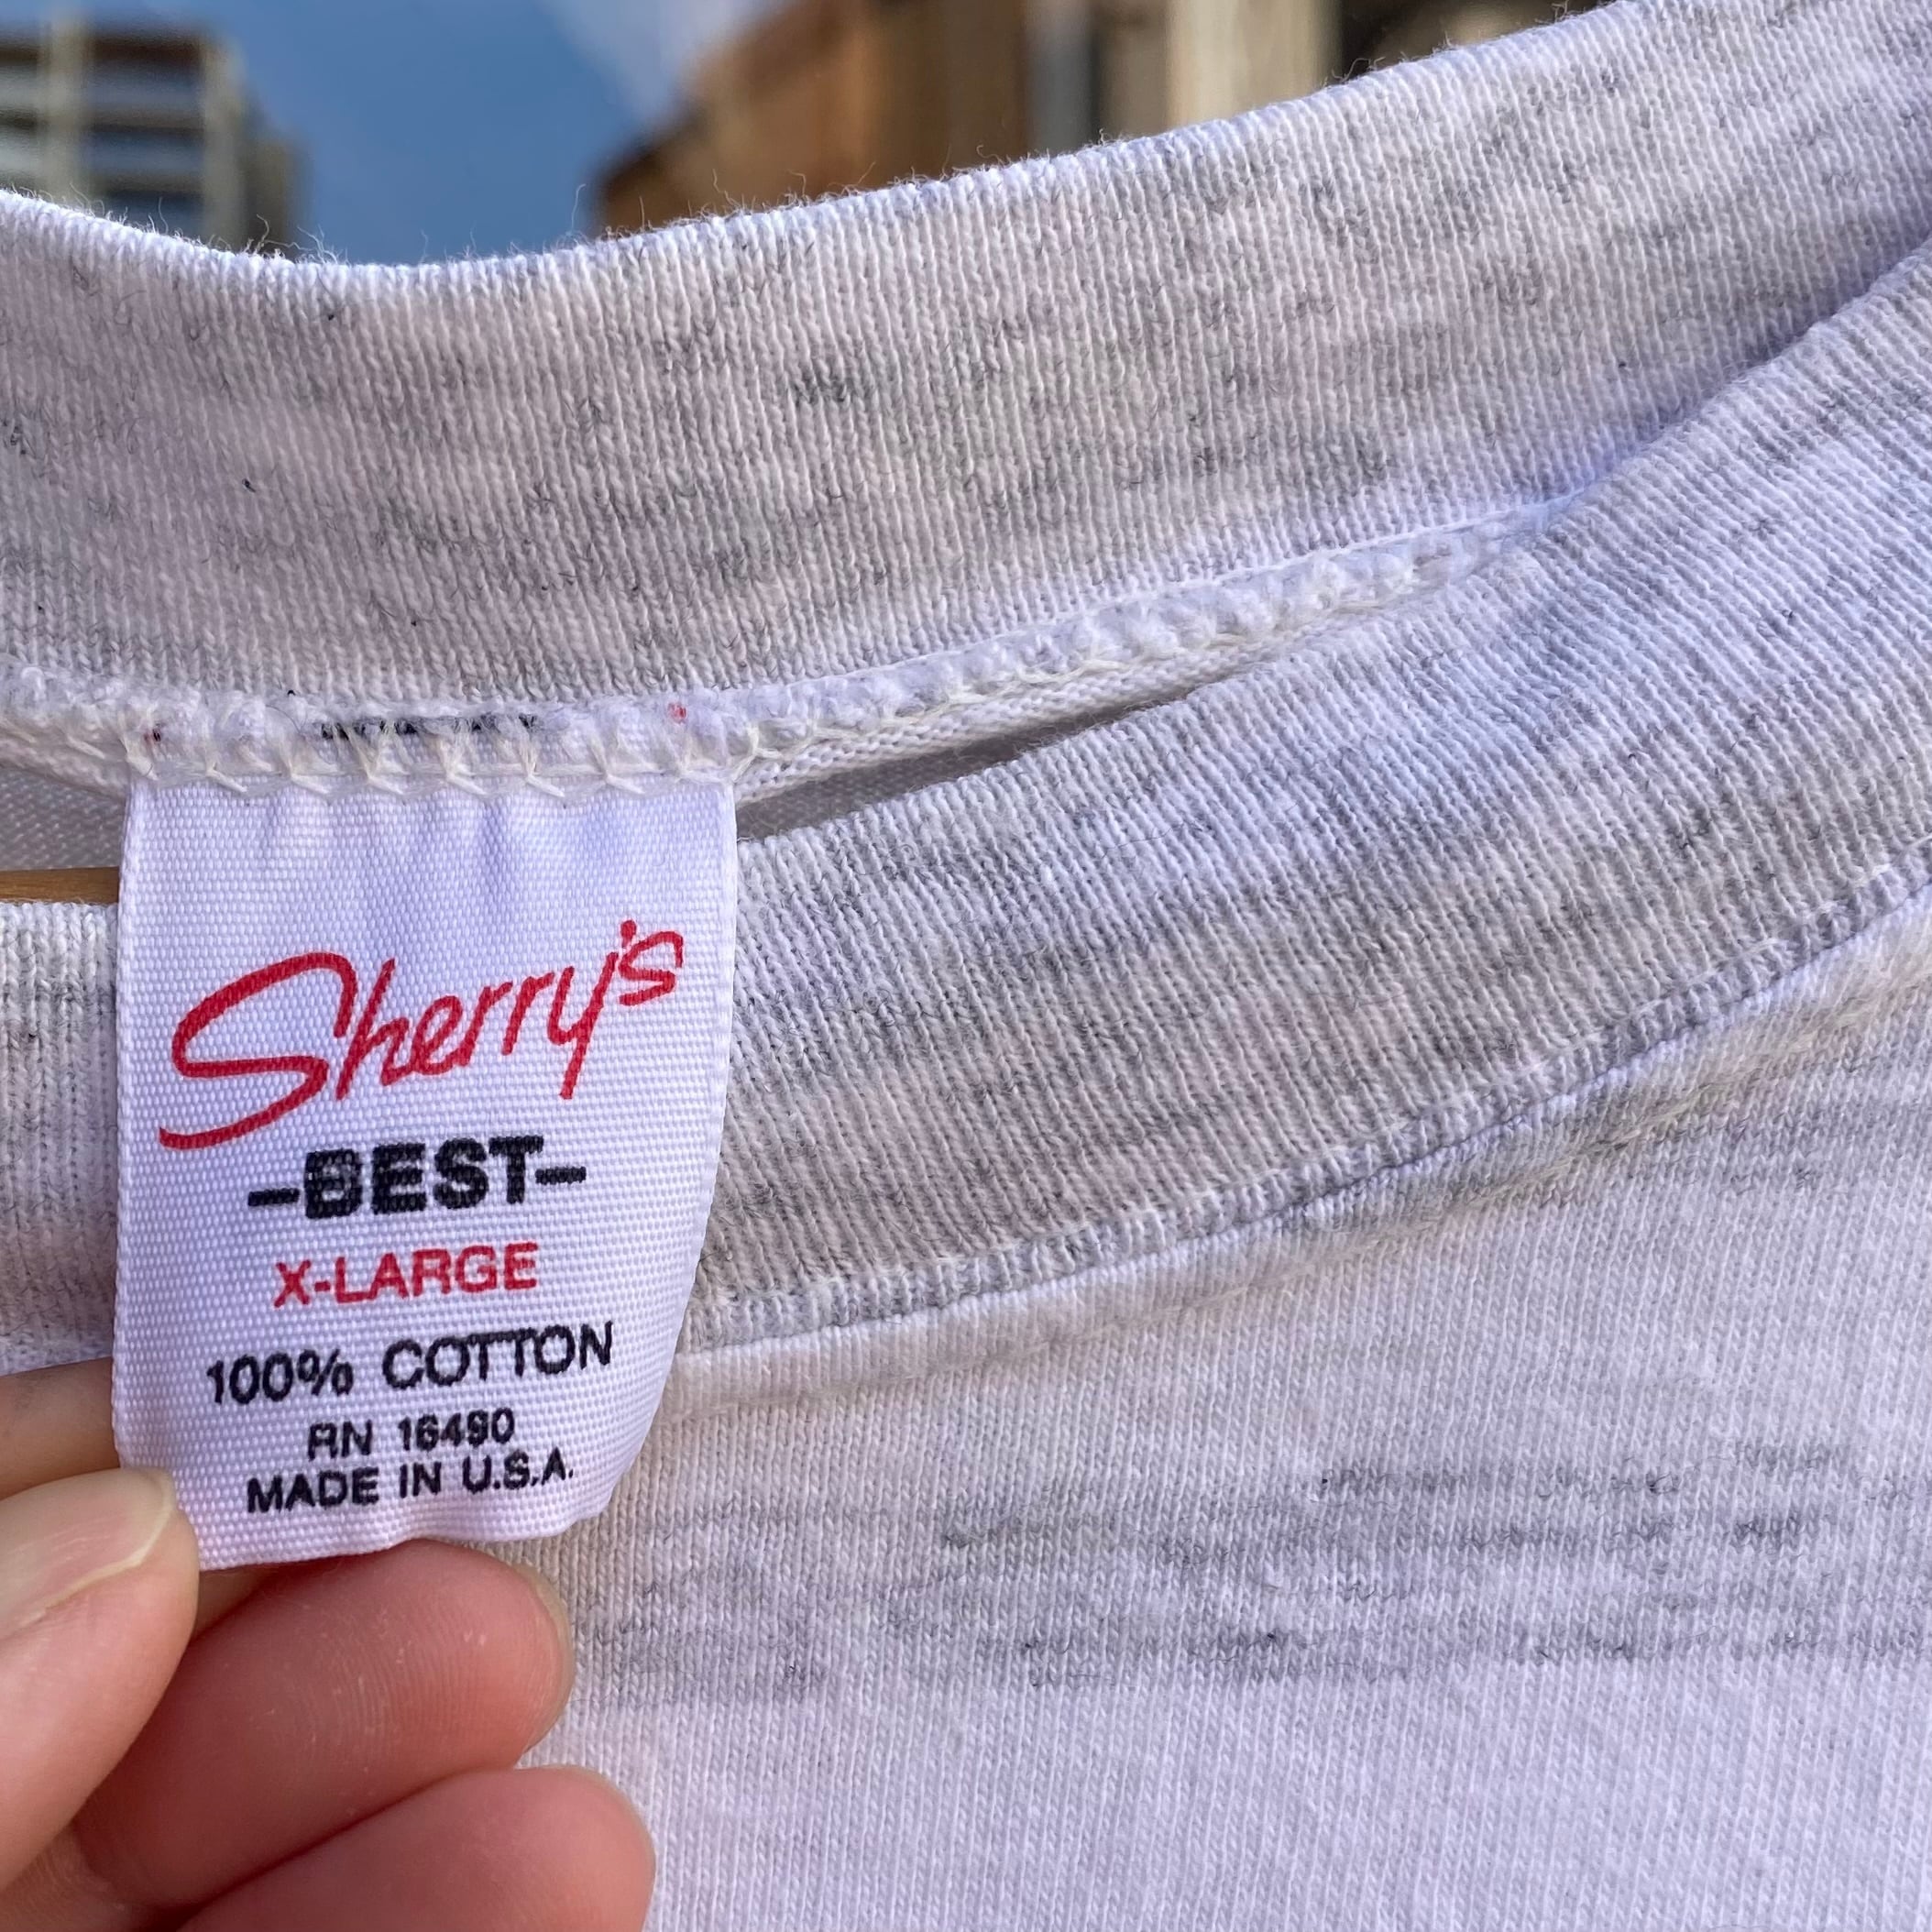 Sherry's
-BEST-
X-LARGE
100% COTTON
RN 16490
MADE IN U.S.A.